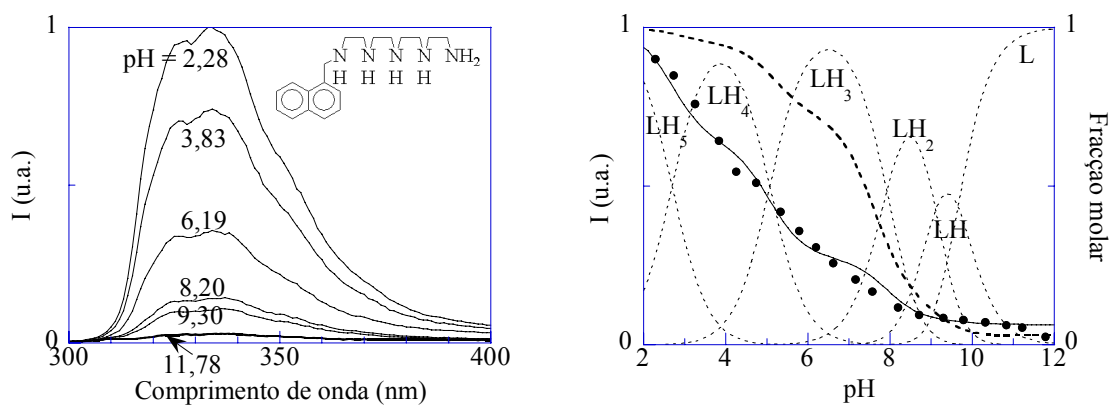 1
pH = 2,28
3,83
6,19
8,20
9,30
11,78
0
300
350
400
Comprimento de onda (nm)
I (u.a.)
N N N N NH2
H H H H
1
0
I (u.a.)
LH5
LH4
LH3
LH2
LH
L
2
4
6
8
10
12
pH
1
0
Fracçao molar